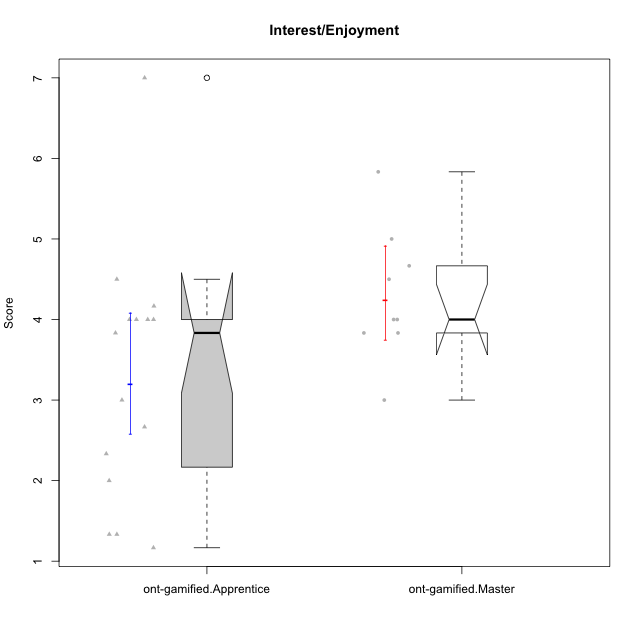 Interest/Enjoyment
Score
7
6
5
4
3
2
1
ont-gamified.Apprentice
ont-gamified.Master